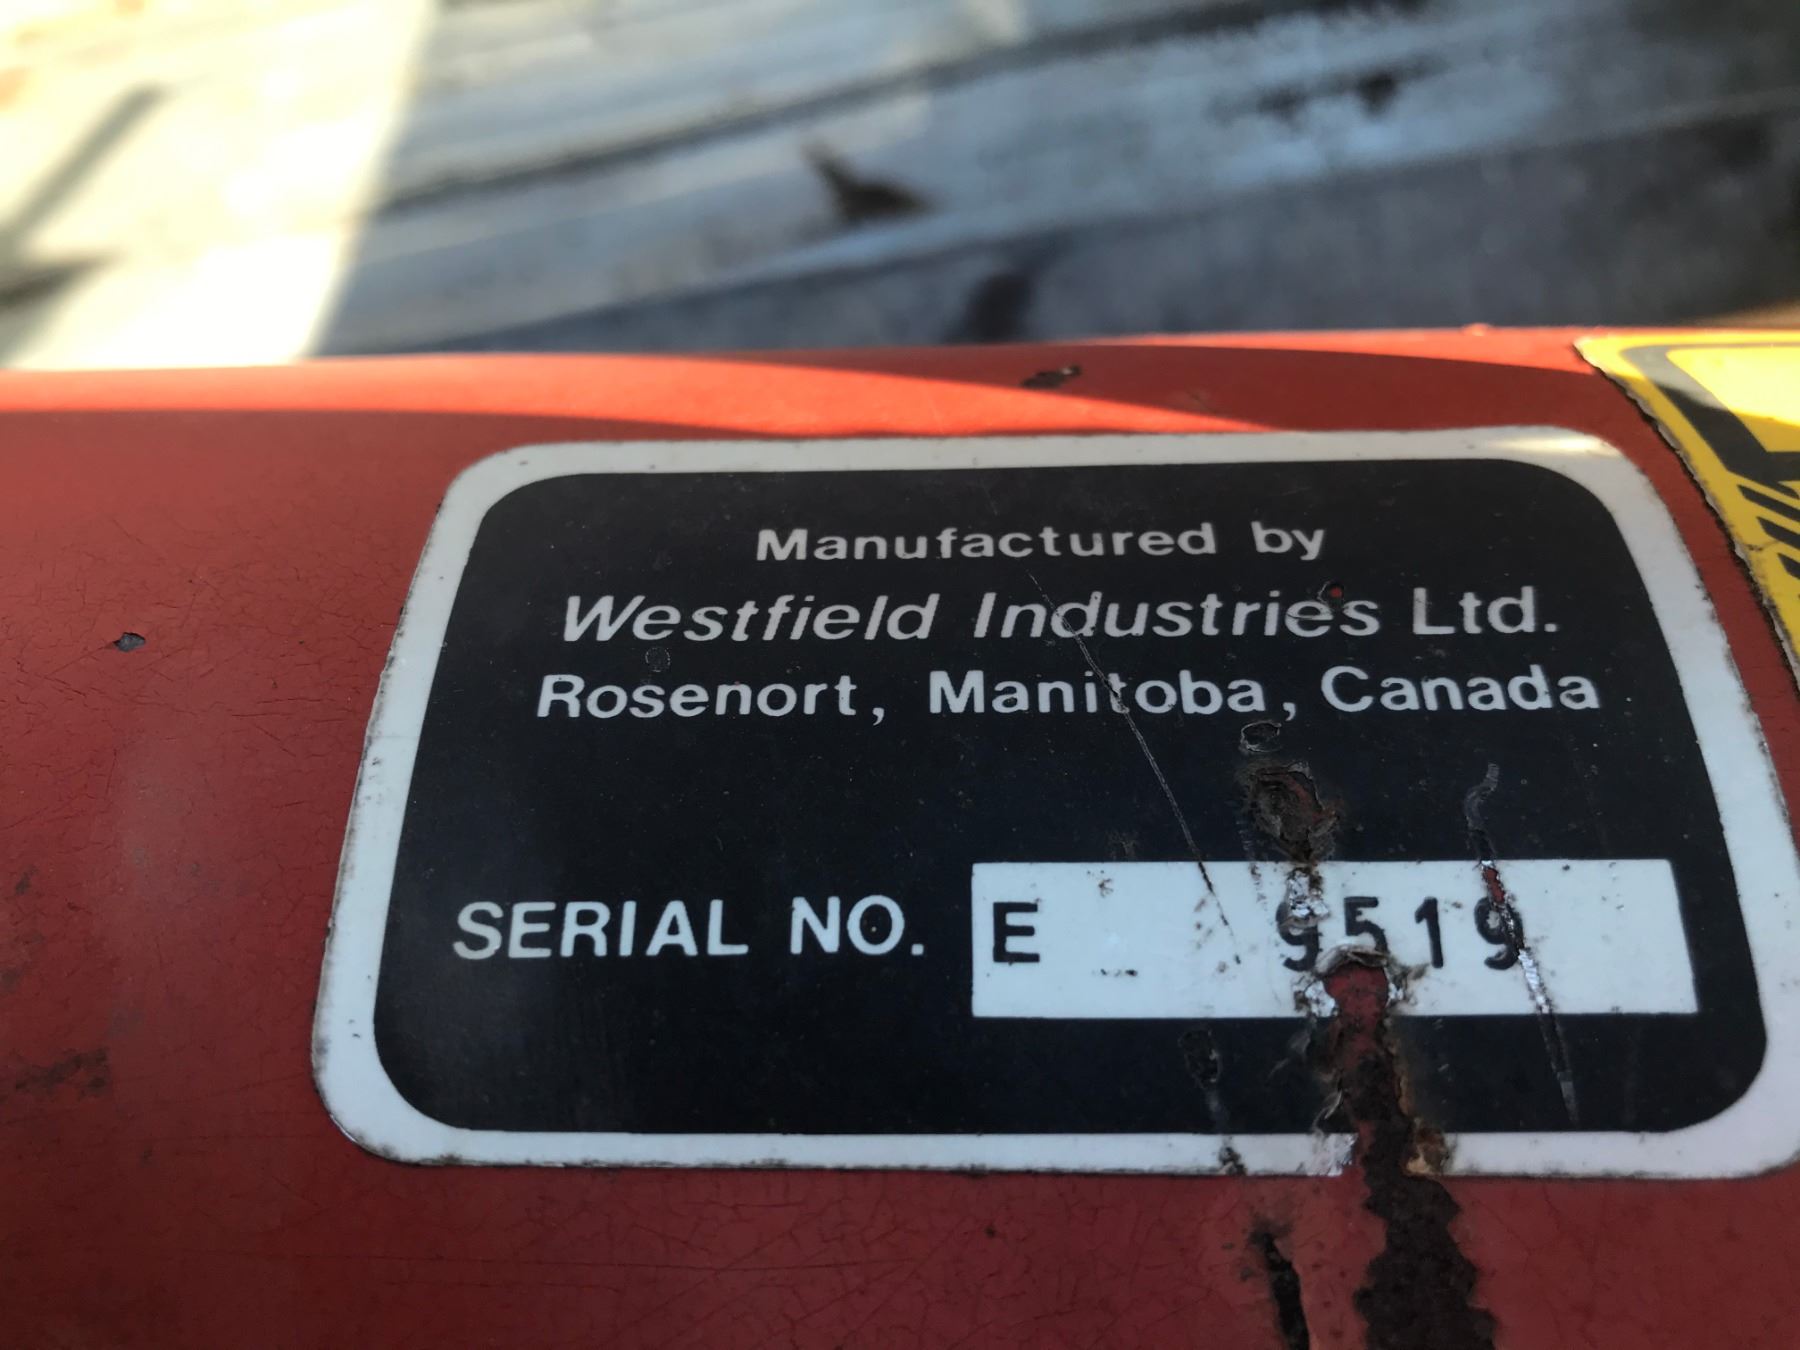 Manufactured by
Westfield Industries Ltd.
Rosenort, Manitoba, Canada
SERIAL NO. E 9519